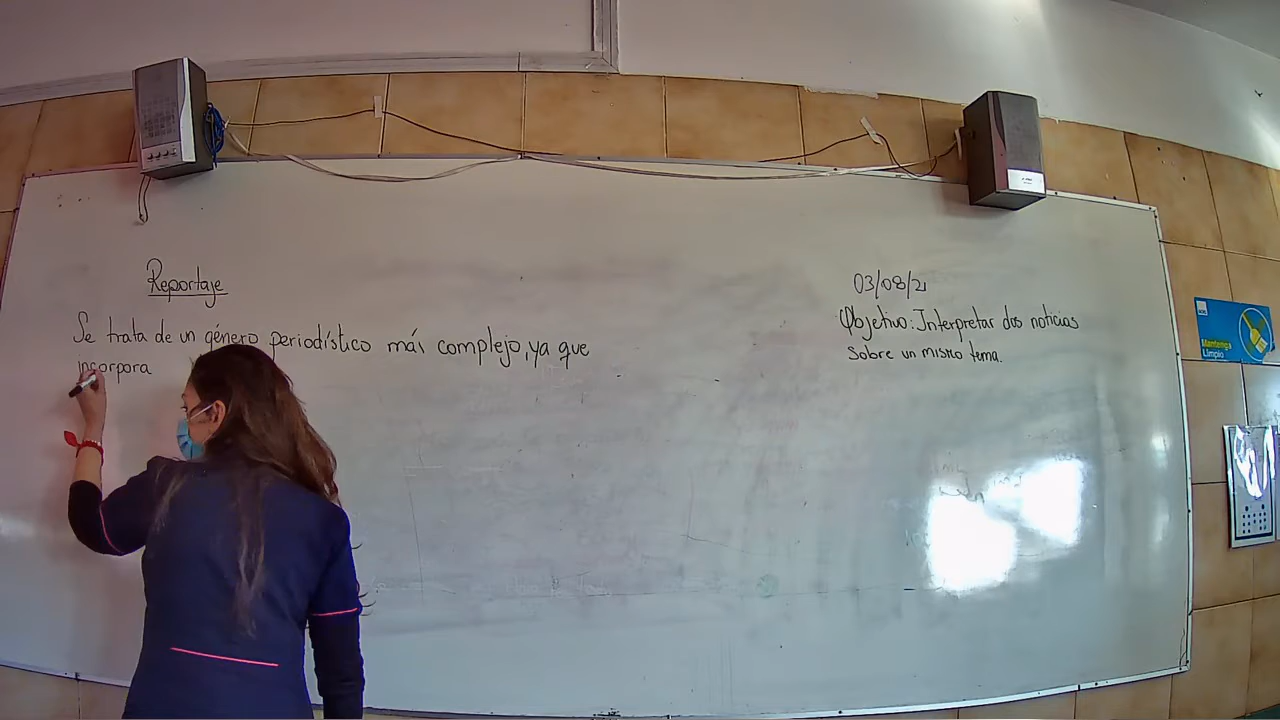 Reportaje
Se trata de un género periodístico más complejo, ya que
incorpora
03/08/21
Objetivo: Interpretar dos noticias
sobre un mismo tema.
Mantenga
Limpio